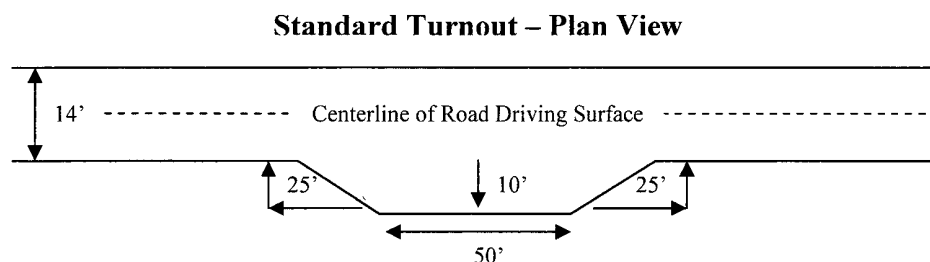 Standard Turnout – Plan View
14’
Centerline of Road Driving Surface
25’
10’
25’
50’